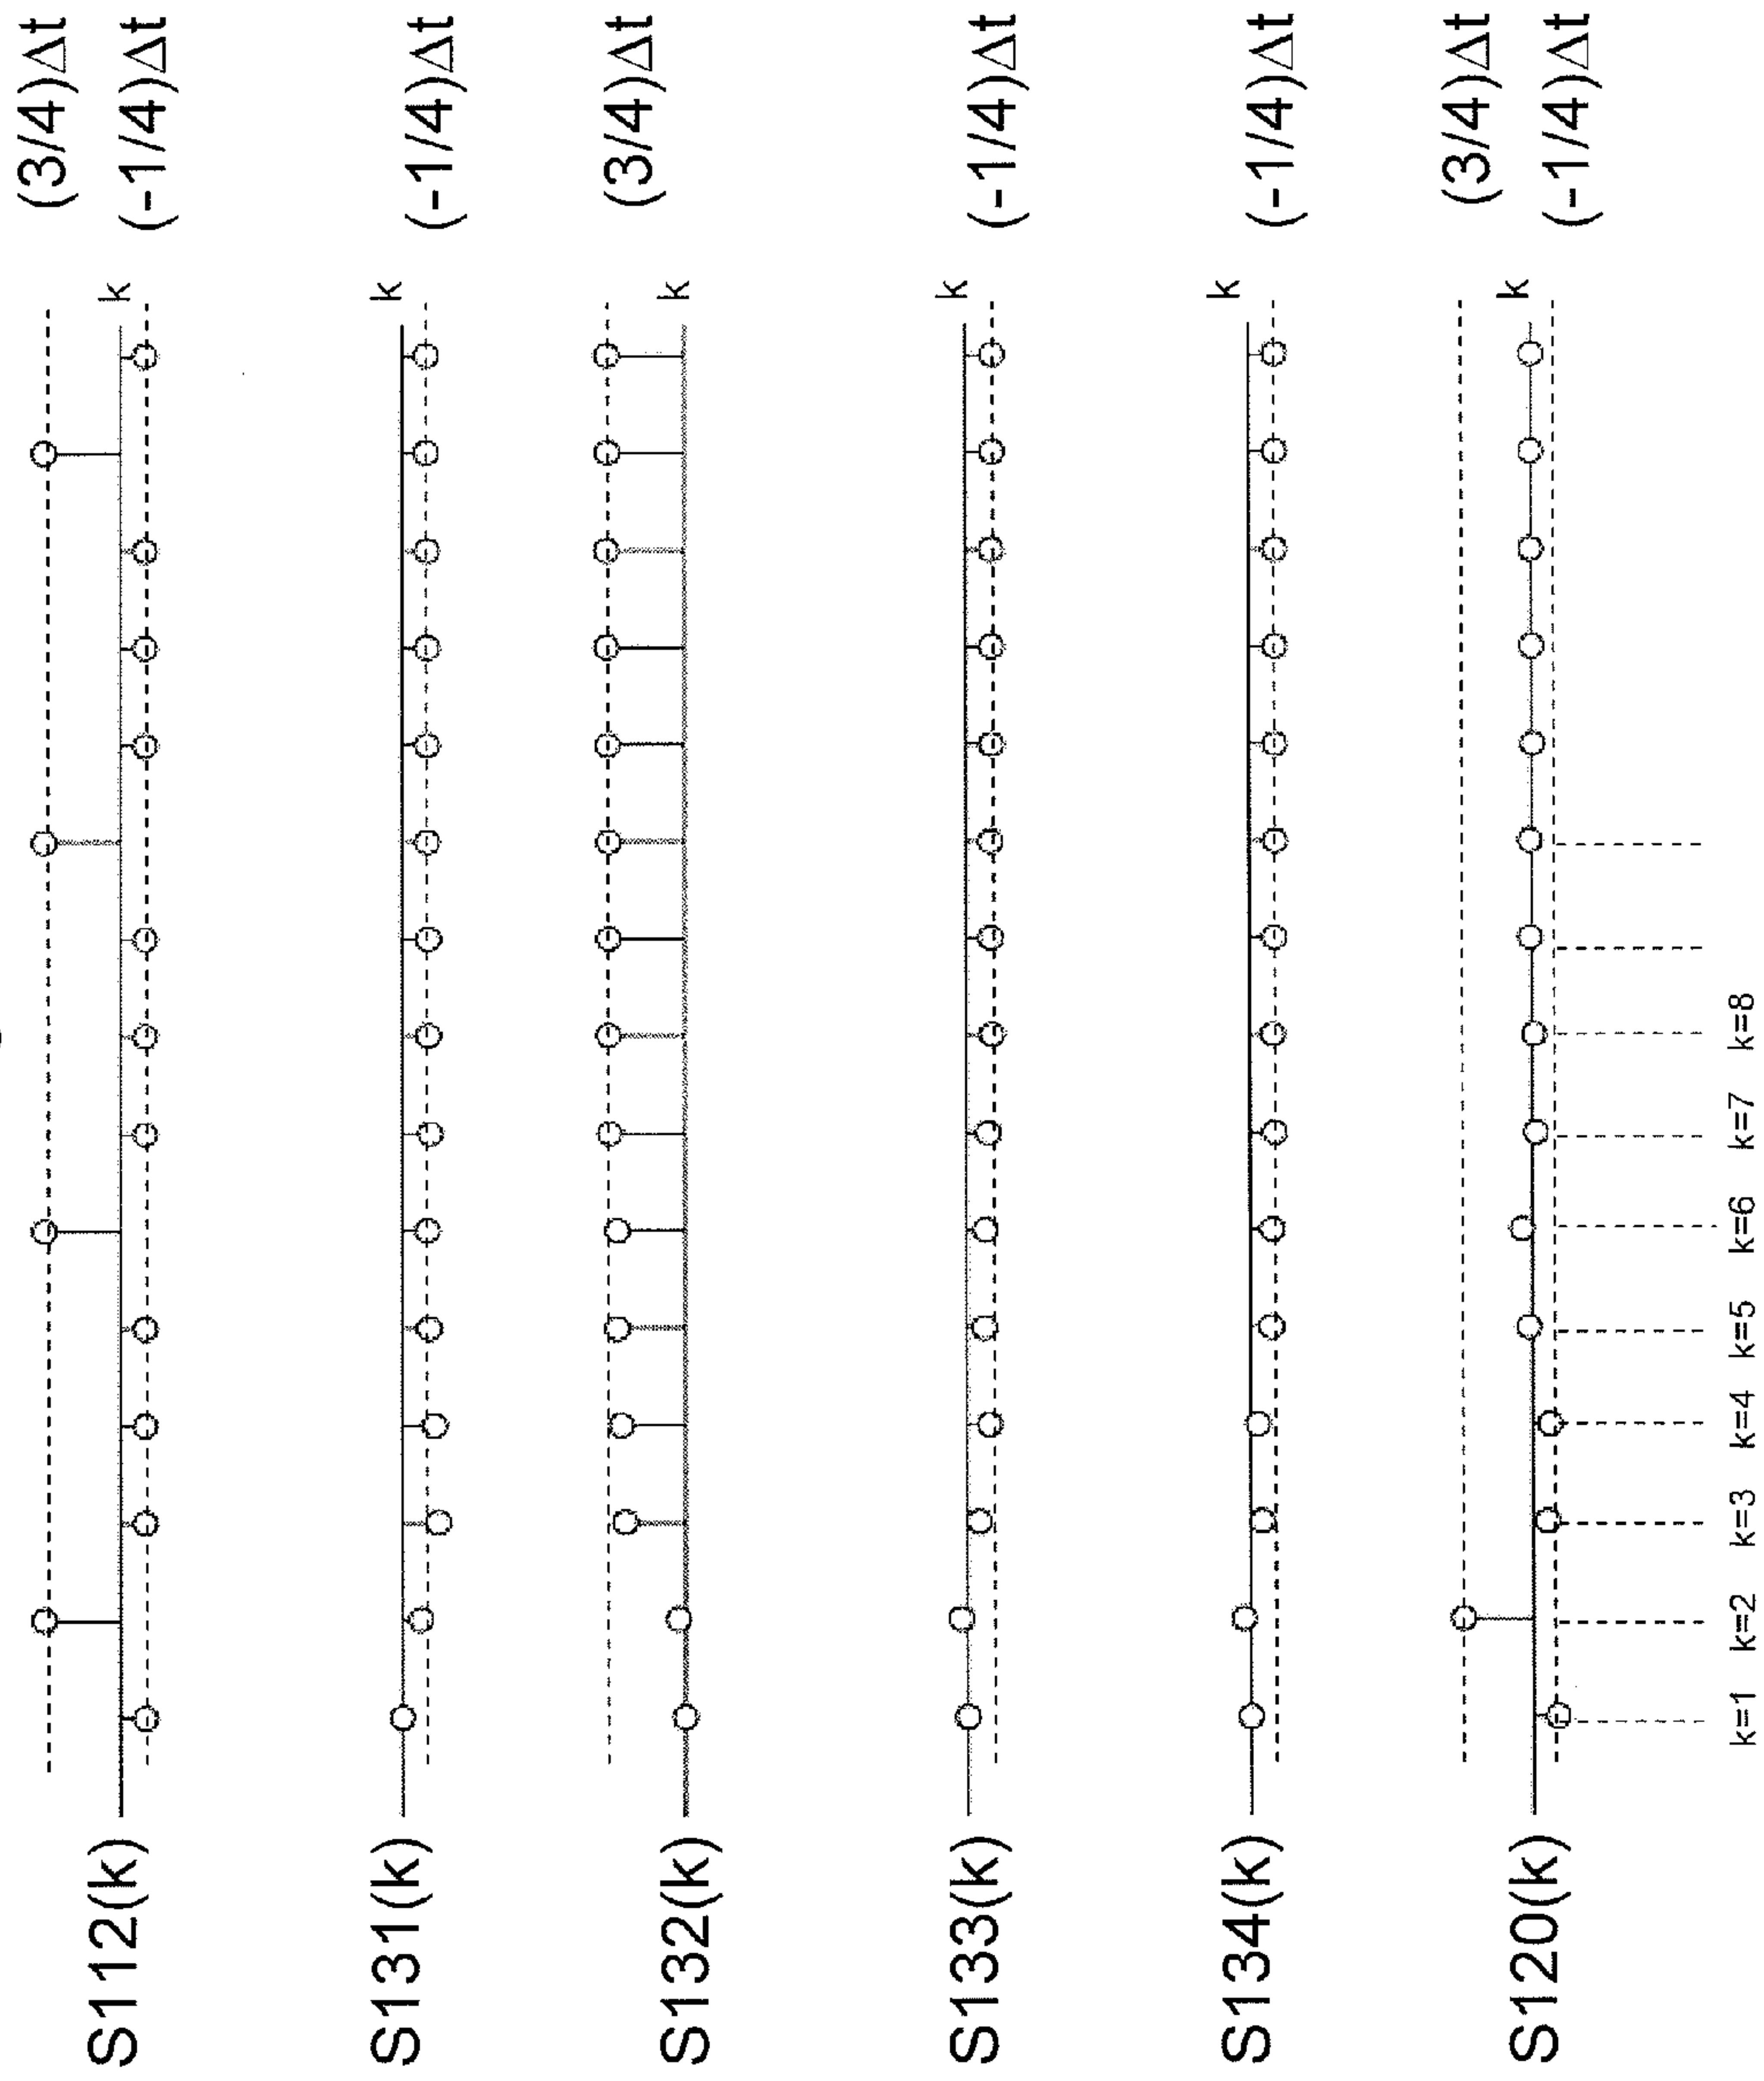 S112(k)
k
(3/4)Δt
(-1/4)Δt
S131(k)
k
(-1/4)Δt
S132(k)
k
(3/4)Δt
S133(k)
k
(-1/4)Δt
S134(k)
k
(-1/4)Δt
S120(k)
k
(3/4)Δt
(-1/4)Δt
k=1 k=2 k=3 k=4 k=5 k=6 k=7 k=8